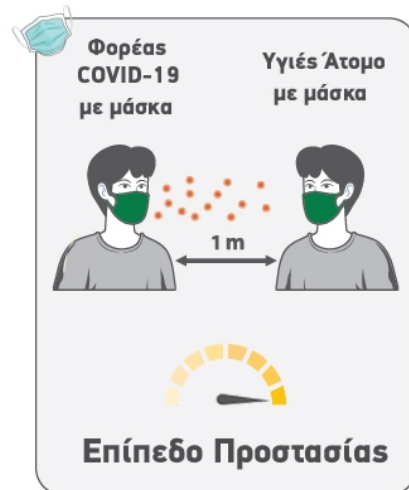 Φορέας
COVID-19
με μάσκα
Υγιές Άτομο
με μάσκα
1 m
Επίπεδο Προστασίας